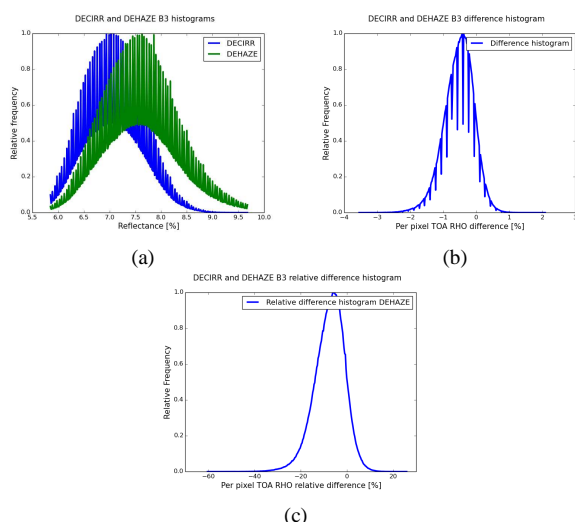 DECIRR and DEHAZE B3 histograms
1.0
0.8
0.6
0.4
0.2
0.0
Relative Frequency
DECIRR
DEHAZE
5.5 6.0 6.5 7.0 7.5 8.0 8.5 9.0 9.5 10.0
Reflectance [%]
(a)
DECIRR and DEHAZE B3 difference histogram
1.0
0.8
0.6
0.4
0.2
0.0
Relative Frequency
Difference histogram
−4 −3 −2 −1 0 1 2 3
Per pixel TOA RHO difference [%]
(b)
DECIRR and DEHAZE B3 relative difference histogram
1.0
0.8
0.6
0.4
0.2
0.0
Relative Frequency
Relative difference histogram DEHAZE
−60 −40 −20 0 20
Per pixel TOA RHO relative difference [%]
(c)